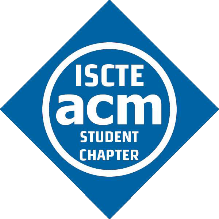 ISCTE
acm
STUDENT
CHAPTER